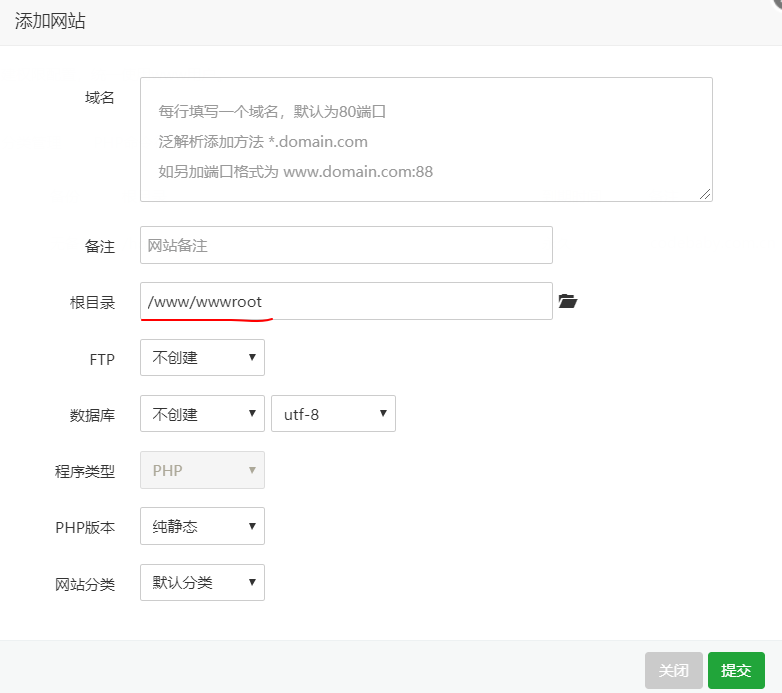 添加网站
域名
每行填写一个域名，默认为80端口
泛解析添加方法 *.domain.com
如另加端口格式为 www.domain.com:88
备注 网站备注
根目录 /www/wwwroot
FTP 不创建
数据库 不创建 utf-8
程序类型 PHP
PHP版本 纯静态
网站分类 默认分类
关闭 提交